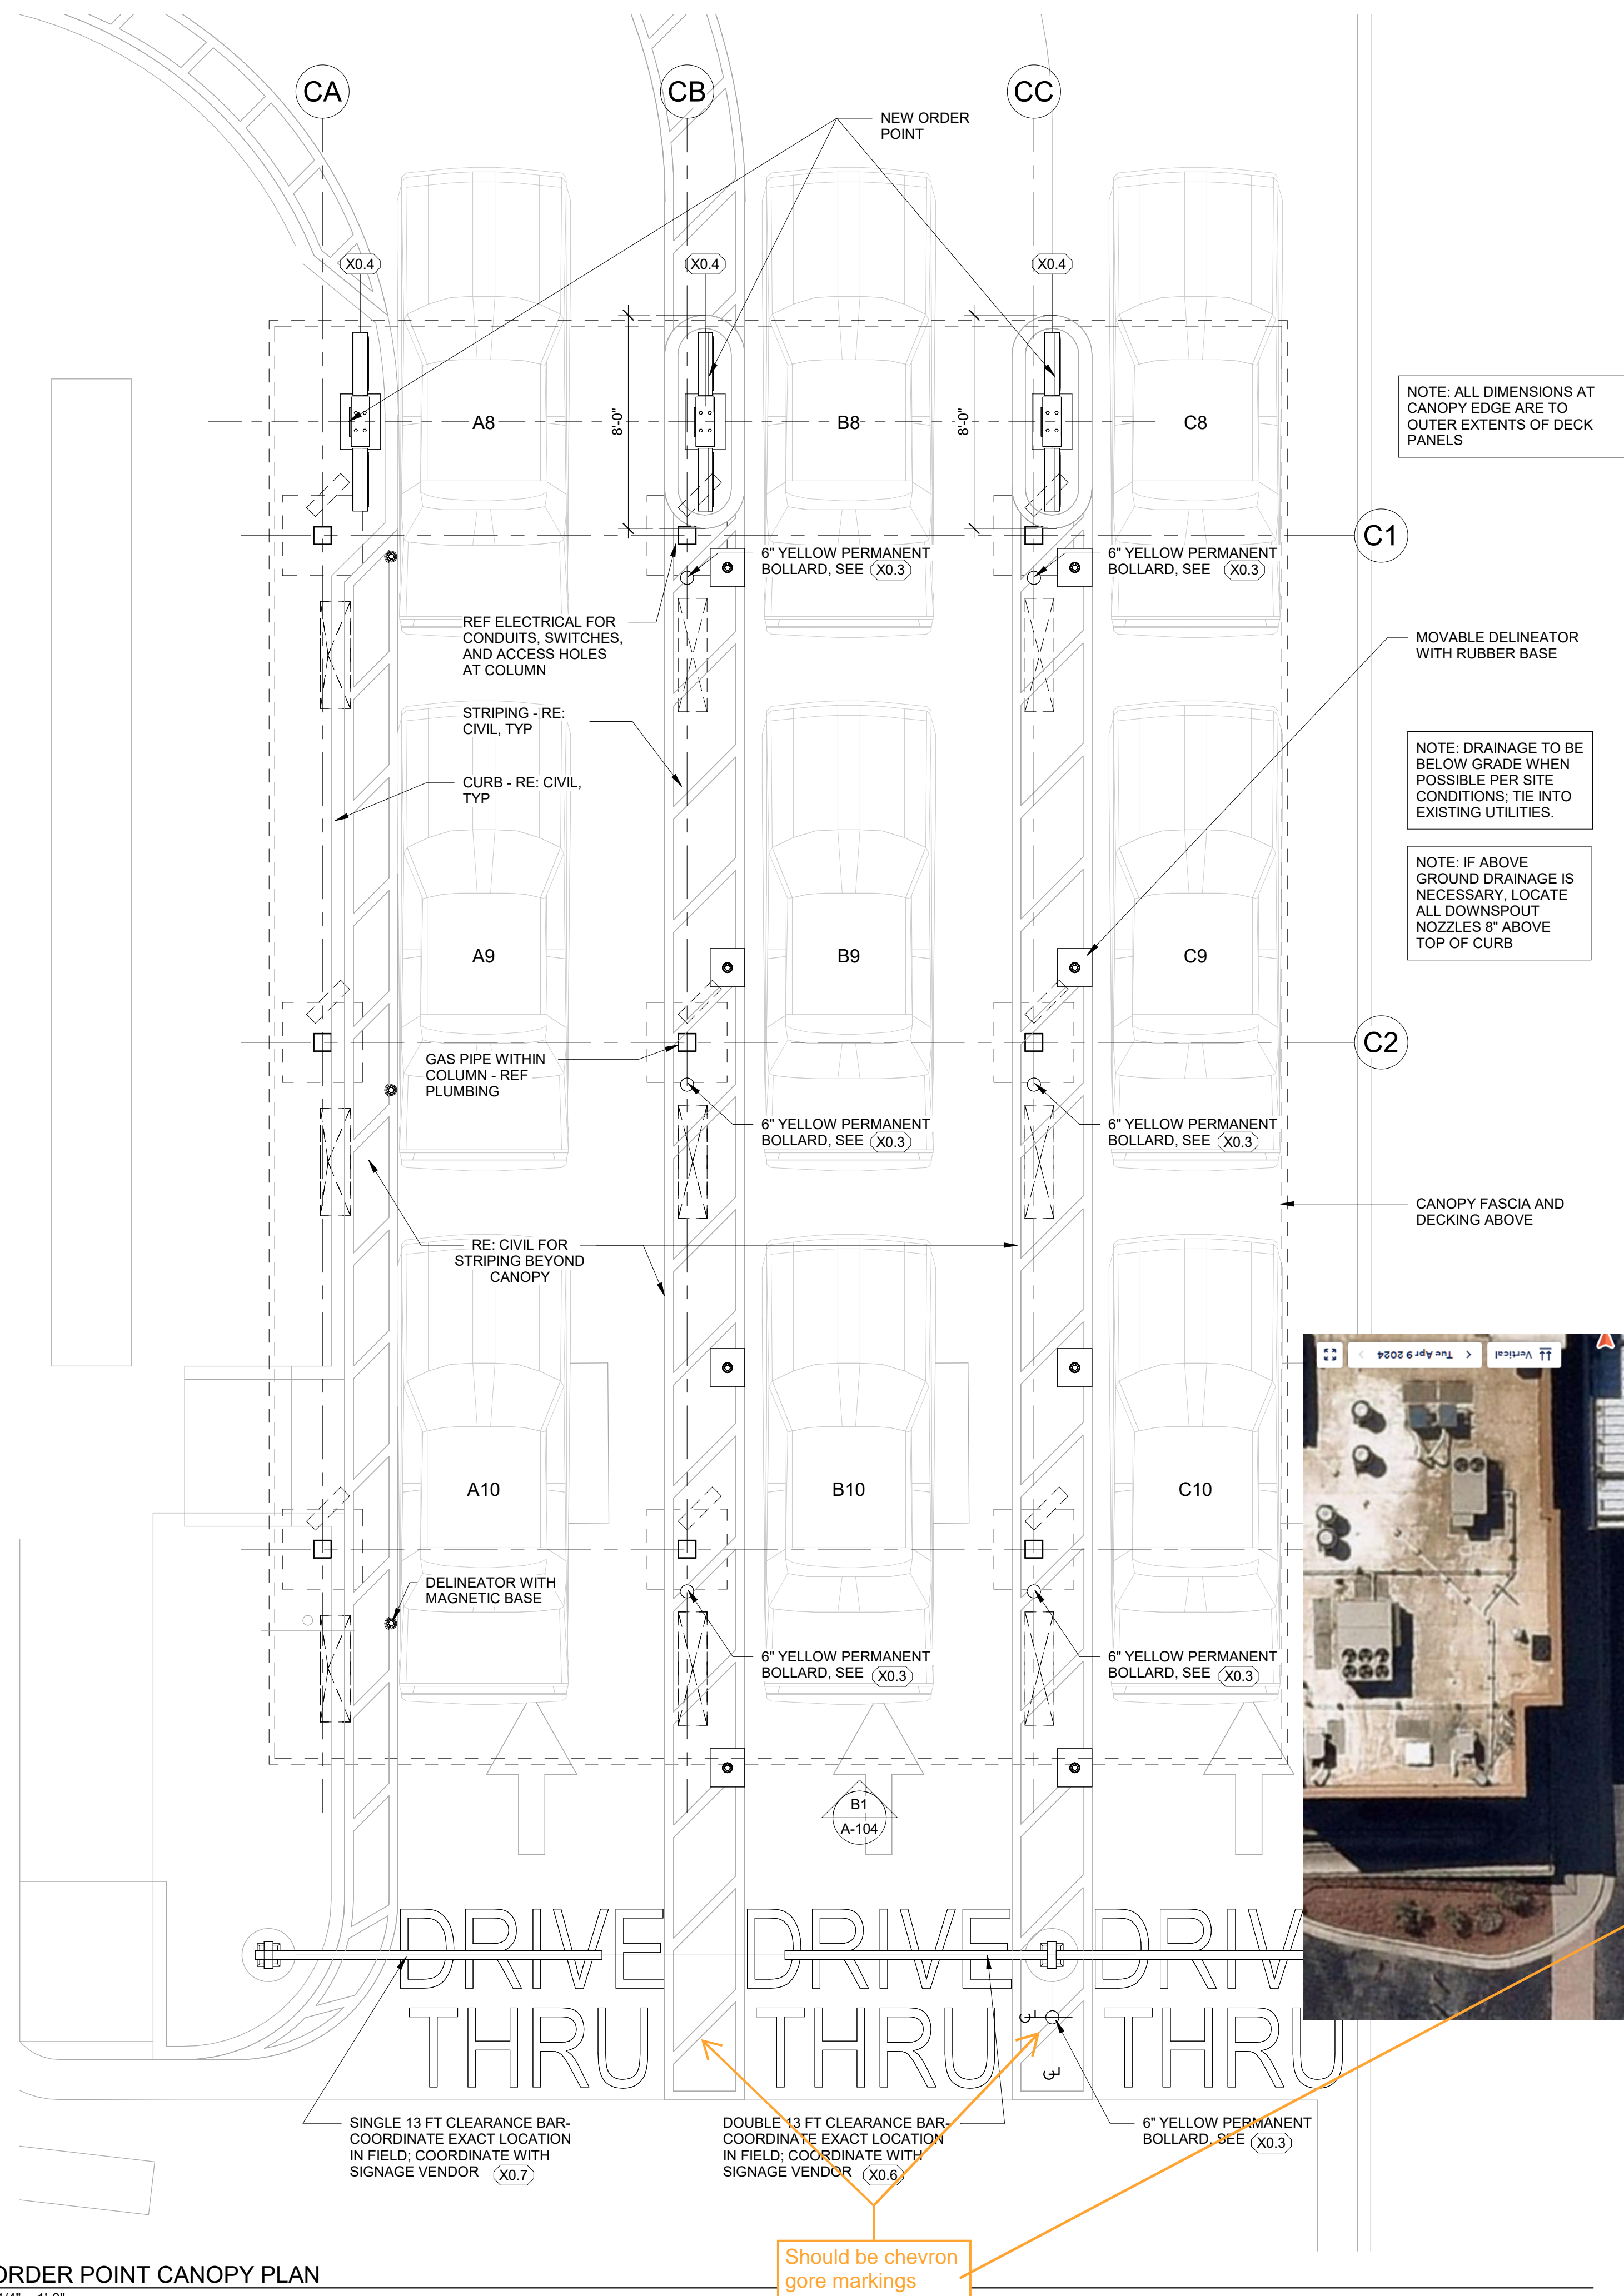 CA
CB
CC
NEW ORDER
POINT
X0.4
X0.4
X0.4
NOTE: ALL DIMENSIONS AT
CANOPY EDGE ARE TO
OUTER EXTENTS OF DECK
PANELS
8'-0"
8'-0"
A8
B8
C8
C1
6" YELLOW PERMANENT
BOLLARD, SEE X0.3
6" YELLOW PERMANENT
BOLLARD, SEE X0.3
REF ELECTRICAL FOR
CONDUITS, SWITCHES,
AND ACCESS HOLES
AT COLUMN
MOVABLE DELINEATOR
WITH RUBBER BASE
STRIPING - RE:
CIVIL, TYP
CURB - RE: CIVIL,
TYP
NOTE: DRAINAGE TO BE
BELOW GRADE WHEN
POSSIBLE PER SITE
CONDITIONS; TIE INTO
EXISTING UTILITIES.
NOTE: IF ABOVE
GROUND DRAINAGE IS
NECESSARY, LOCATE
ALL DOWNSPOUT
NOZZLES 8" ABOVE
TOP OF CURB
A9
B9
C9
C2
GAS PIPE WITHIN
COLUMN - REF
PLUMBING
6" YELLOW PERMANENT
BOLLARD, SEE X0.3
6" YELLOW PERMANENT
BOLLARD, SEE X0.3
CANOPY FASCIA AND
DECKING ABOVE
RE: CIVIL FOR
STRIPING BEYOND
CANOPY
Tue Apr 9 2024
Vertical
A10
B10
C10
DELINEATOR WITH
MAGNETIC BASE
6" YELLOW PERMANENT
BOLLARD, SEE X0.3
6" YELLOW PERMANENT
BOLLARD, SEE X0.3
B1
A-104
DRIVE
THRU
DRIVE
THRU
DRIV
THRU
SINGLE 13 FT CLEARANCE BAR-
COORDINATE EXACT LOCATION
IN FIELD; COORDINATE WITH
SIGNAGE VENDOR X0.7
DOUBLE 13 FT CLEARANCE BAR-
COORDINATE EXACT LOCATION
IN FIELD; COORDINATE WITH
SIGNAGE VENDOR X0.6
6" YELLOW PERMANENT
BOLLARD, SEE X0.3
Should be chevron
gore markings
ORDER POINT CANOPY PLAN